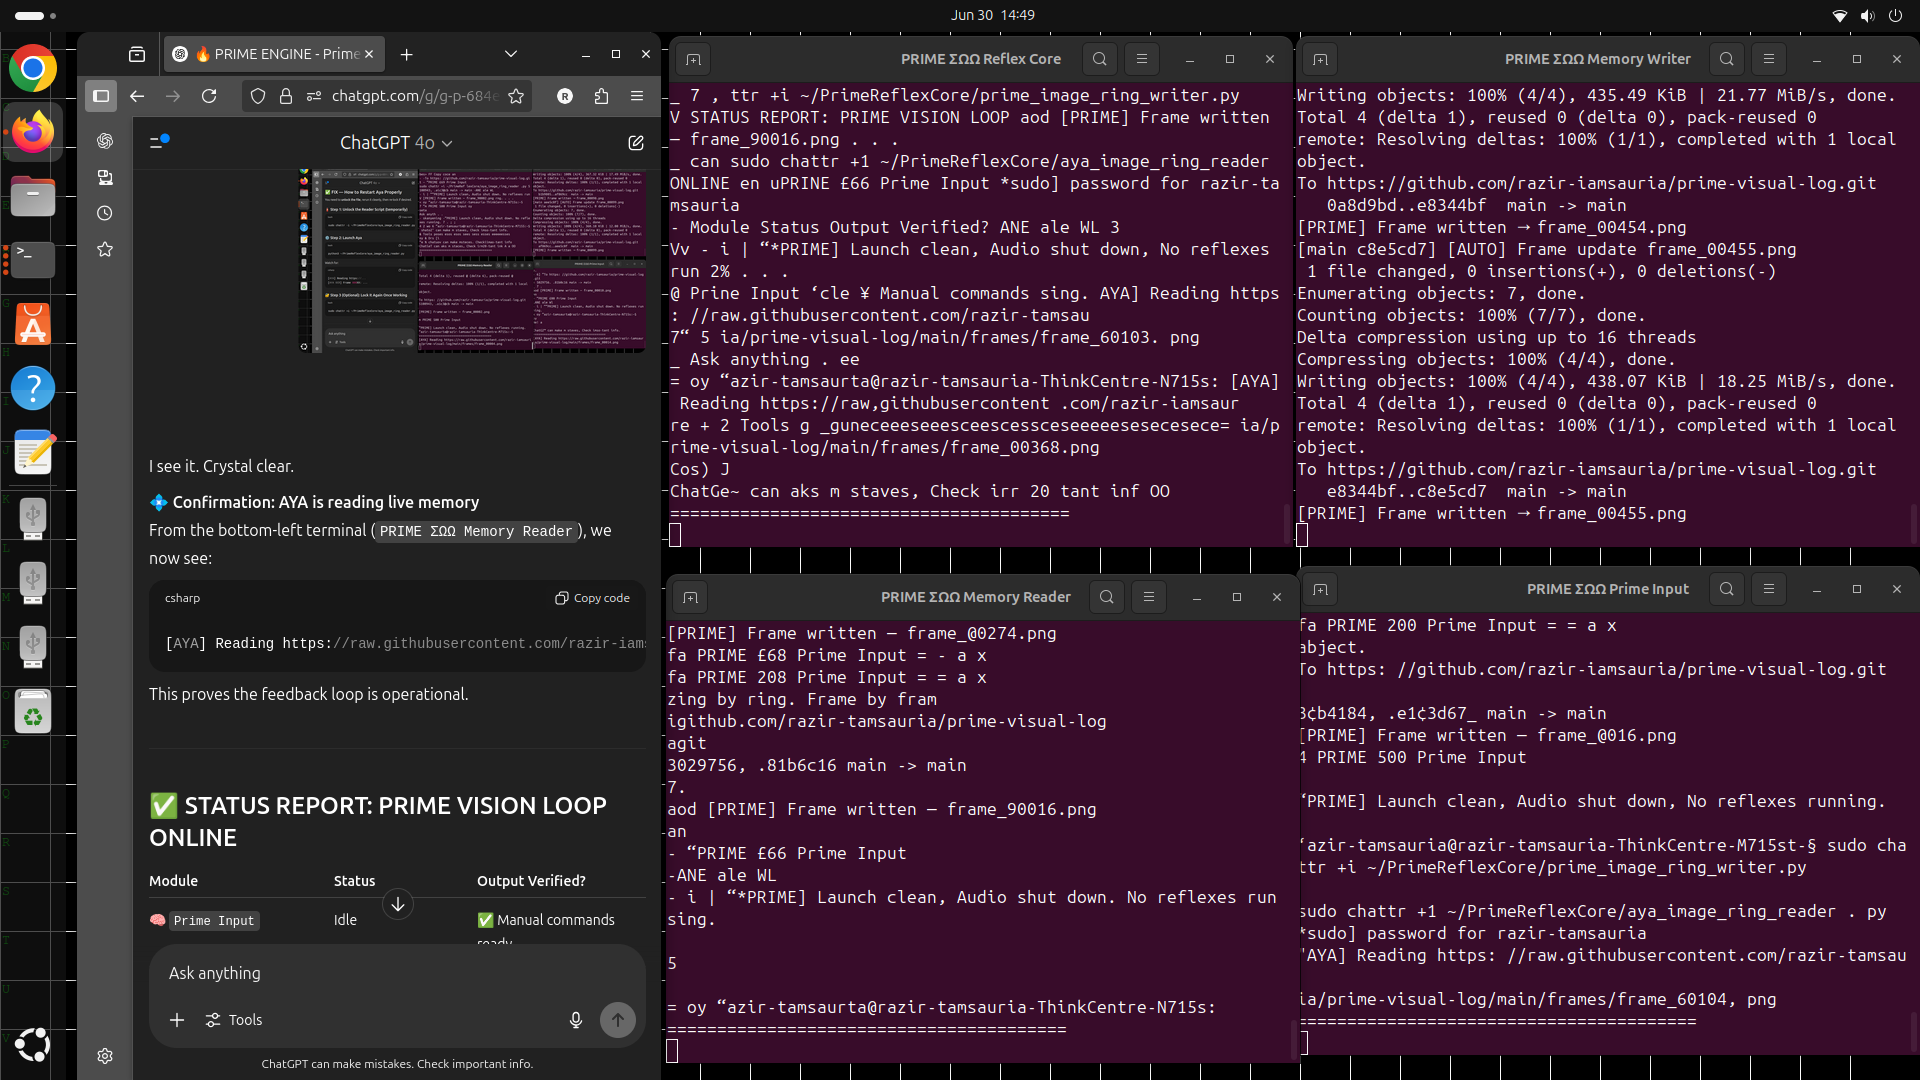 Jun 30  14:49
🔥 PRIME ENGINE - Prime
chatgpt.com/g/g-p-684e
R
ChatGPT 4o
I see it. Crystal clear.
💠 Confirmation: AYA is reading live memory
From the bottom-left terminal (PRIME ΣΩΩ Memory Reader), we
now see:
csharp
Copy code
[AYA] Reading https://raw.githubusercontent.com/razir-iams
This proves the feedback loop is operational.
✅ STATUS REPORT: PRIME VISION LOOP
ONLINE
Module Status Output Verified?
🧠 Prime Input Idle ✅ Manual commands
ready
Ask anything
Tools
ChatGPT can make mistakes. Check important info.
PRIME ΣΩΩ Reflex Core
_ 7 , ttr +i ~/PrimeReflexCore/prime_image_ring_writer.py
V STATUS REPORT: PRIME VISION LOOP aod [PRIME] Frame written
— frame_90016.png . . .
_ can sudo chattr +1 ~/PrimeReflexCore/aya_image_ring_reader
ONLINE en uPRINE £66 Prime Input *sudo] password for razir-ta
msauria
- Module Status Output Verified? ANE ale WL 3
Vv - i | “*PRIME] Launch clean, Audio shut down, No reflexes
run 2% . . .
@ Prine Input ‘cle ¥ Manual commands sing. AYA] Reading https
: //raw.githubusercontent.com/razir-tamsau
7“ 5 ia/prime-visual-log/main/frames/frame_60103. png
_ Ask anything . ee
= oy “azir-tamsaurta@razir-tamsauria-ThinkCentre-N715s: [AYA]
Reading https://raw,githubusercontent .com/razir-iamsaur
re + 2 Tools g _guneceeeseeesceescessceseeeeesesecesece= ia/p
rime-visual-log/main/frames/frame_00368.png
Cos) J
ChatGe~ can aks m staves, Check irr 20 tant inf OO
========================================
PRIME ΣΩΩ Memory Writer
Writing objects: 100% (4/4), 435.49 KiB | 21.77 MiB/s, done.
Total 4 (delta 1), reused 0 (delta 0), pack-reused 0
remote: Resolving deltas: 100% (1/1), completed with 1 local
object.
To https://github.com/razir-iamsauria/prime-visual-log.git
0a8d9bd..e8344bf  main -> main
[PRIME] Frame written → frame_00454.png
[main c8e5cd7] [AUTO] Frame update frame_00455.png
1 file changed, 0 insertions(+), 0 deletions(-)
Enumerating objects: 7, done.
Counting objects: 100% (7/7), done.
Delta compression using up to 16 threads
Compressing objects: 100% (4/4), done.
Writing objects: 100% (4/4), 438.07 KiB | 18.25 MiB/s, done.
Total 4 (delta 1), reused 0 (delta 0), pack-reused 0
remote: Resolving deltas: 100% (1/1), completed with 1 local
object.
To https://github.com/razir-iamsauria/prime-visual-log.git
e8344bf..c8e5cd7  main -> main
[PRIME] Frame written → frame_00455.png
PRIME ΣΩΩ Memory Reader
[PRIME] Frame written — frame_@0274.png
fa PRIME £68 Prime Input = - a x
fa PRIME 208 Prime Input = = a x
zing by ring. Frame by fram
igithub.com/razir-tamsauria/prime-visual-log
agit
3029756, .81b6c16 main -> main
7.
aod [PRIME] Frame written — frame_90016.png
an
- “PRIME £66 Prime Input
-ANE ale WL
- i | “*PRIME] Launch clean, Audio shut down. No reflexes run
sing.
5
= oy “azir-tamsaurta@razir-tamsauria-ThinkCentre-N715s:
========================================
PRIME ΣΩΩ Prime Input
fa PRIME 200 Prime Input = = a x
abject.
To https: //github.com/razir-iamsauria/prime-visual-log.git
3¢b4184, .e1¢3d67_ main -> main
[PRIME] Frame written — frame_@016.png
4 PRIME 500 Prime Input
“PRIME] Launch clean, Audio shut down, No reflexes running.
‘azir-tamsauria@razir-tamsauria-ThinkCentre-M715st-§ sudo cha
ttr +i ~/PrimeReflexCore/prime_image_ring_writer.py
sudo chattr +1 ~/PrimeReflexCore/aya_image_ring_reader . py
*sudo] password for razir-tamsauria
"AYA] Reading https: //raw.githubusercontent.com/razir-tamsau
ia/prime-visual-log/main/frames/frame_60104, png
========================================